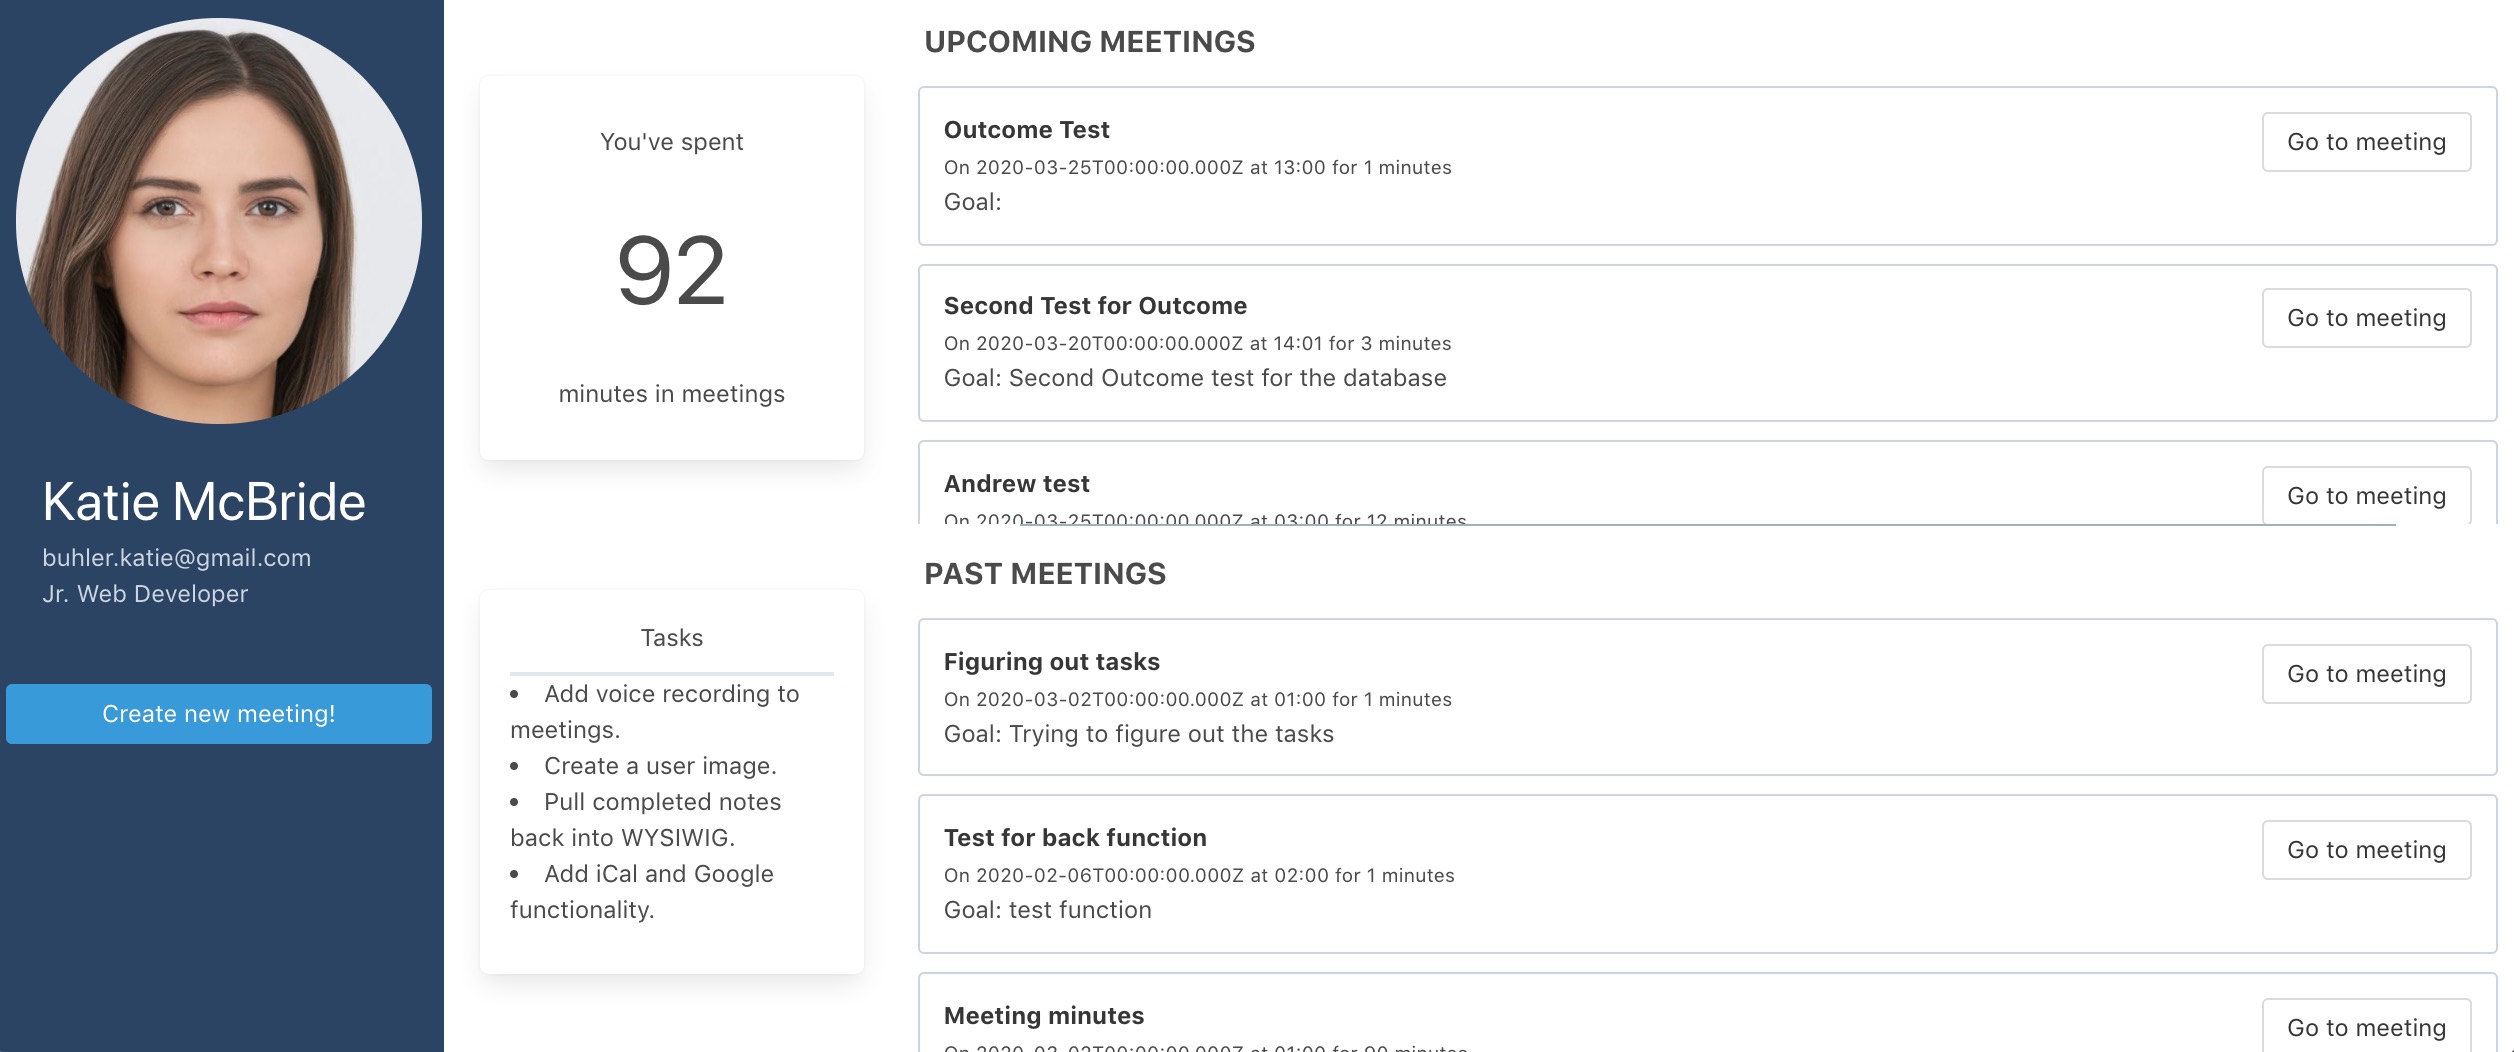 Katie McBride
buhler.katie@gmail.com
Jr. Web Developer
Create new meeting!
You've spent
92
minutes in meetings
Tasks
• Add voice recording to
meetings.
• Create a user image.
• Pull completed notes
back into WYSIWIG.
• Add iCal and Google
functionality.
UPCOMING MEETINGS
Outcome Test
On 2020-03-25T00:00:00.000Z at 13:00 for 1 minutes
Goal:
Go to meeting
Second Test for Outcome
On 2020-03-20T00:00:00.000Z at 14:01 for 3 minutes
Goal: Second Outcome test for the database
Go to meeting
Andrew test
On 2020-03-25T00:00:00.000Z at 03:00 for 12 minutes
Go to meeting
PAST MEETINGS
Figuring out tasks
On 2020-03-02T00:00:00.000Z at 01:00 for 1 minutes
Goal: Trying to figure out the tasks
Go to meeting
Test for back function
On 2020-02-06T00:00:00.000Z at 02:00 for 1 minutes
Goal: test function
Go to meeting
Meeting minutes
Go to meeting